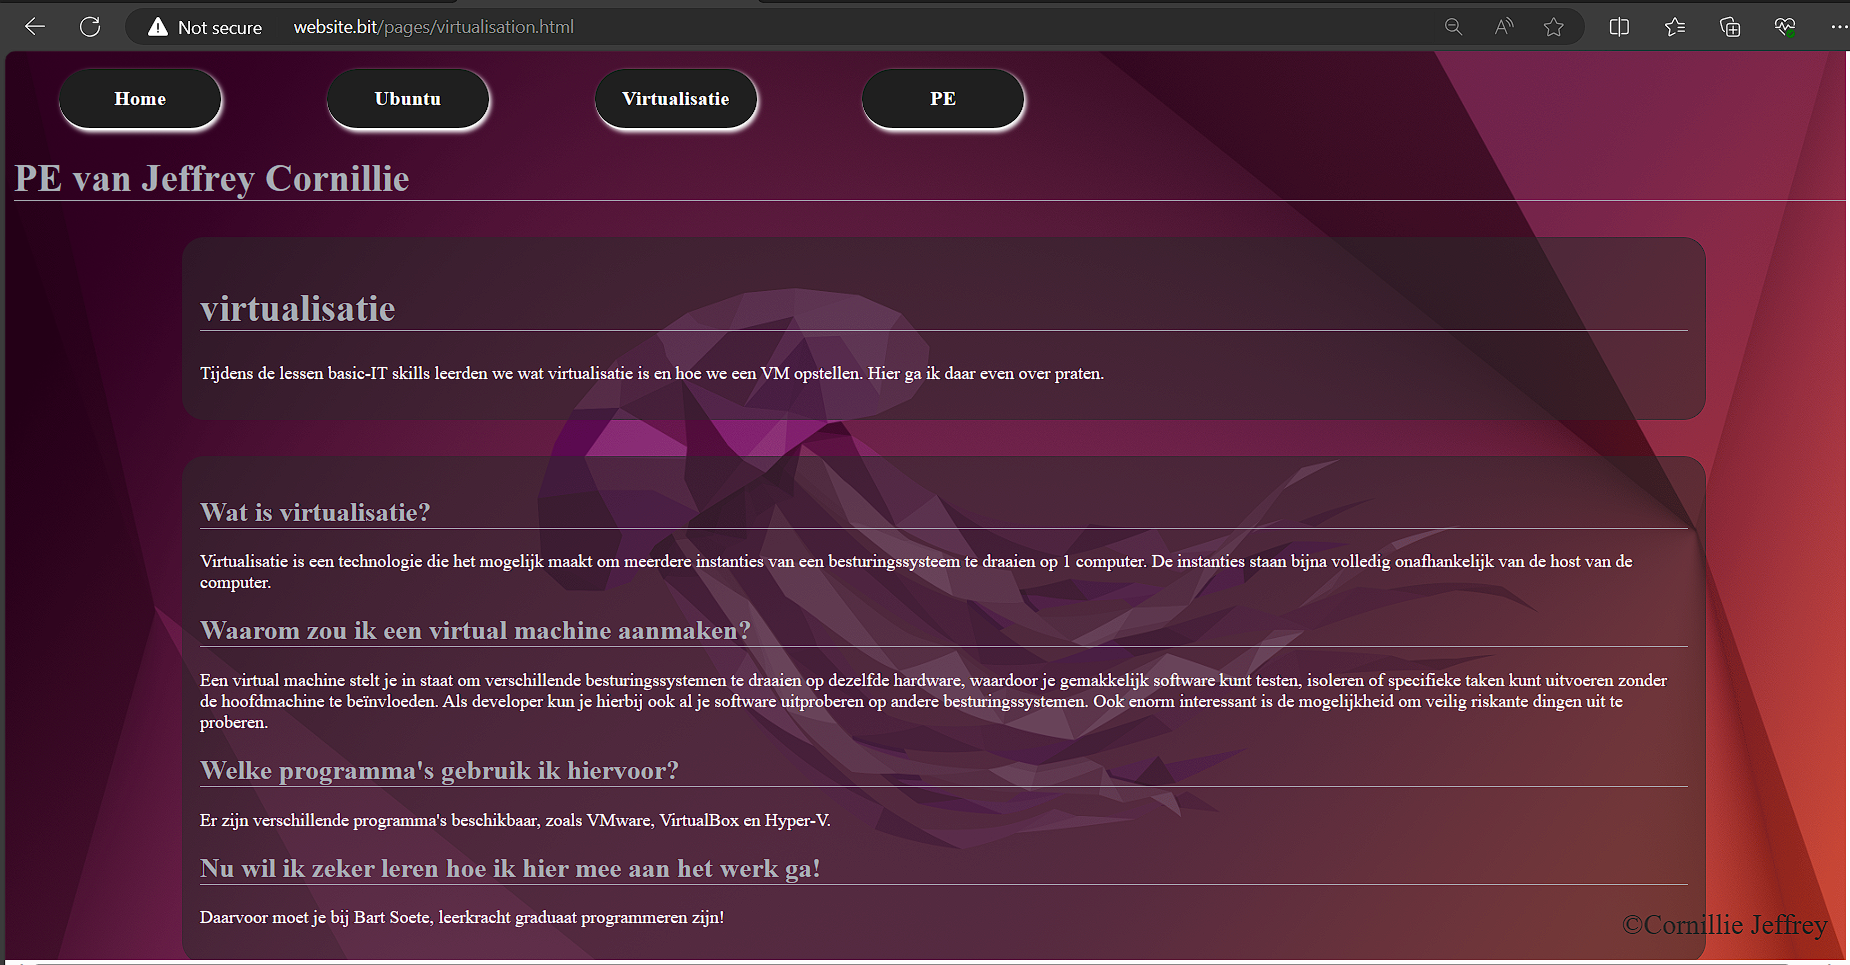 Not secure website.bit/pages/virtualisation.html
Home Ubuntu Virtualisatie PE
PE van Jeffrey Cornillie
virtualisatie
Tijdens de lessen basic-IT skills leerden we wat virtualisatie is en hoe we een VM opstellen. Hier ga ik daar even over praten.
Wat is virtualisatie?
Virtualisatie is een technologie die het mogelijk maakt om meerdere instanties van een besturingssysteem te draaien op 1 computer. De instanties staan bijna volledig onafhankelijk van de host van de
computer.
Waarom zou ik een virtual machine aanmaken?
Een virtual machine stelt je in staat om verschillende besturingssystemen te draaien op dezelfde hardware, waardoor je gemakkelijk software kunt testen, isoleren of specifieke taken kunt uitvoeren zonder
de hoofdmachine te beïnvloeden. Als developer kun je hierbij ook al je software uitproberen op andere besturingssystemen. Ook enorm interessant is de mogelijkheid om veilig riskante dingen uit te
proberen.
Welke programma's gebruik ik hiervoor?
Er zijn verschillende programma's beschikbaar, zoals VMware, VirtualBox en Hyper-V.
Nu wil ik zeker leren hoe ik hier mee aan het werk ga!
Daarvoor moet je bij Bart Soete, leerkracht graduaat programmeren zijn!
©Cornillie Jeffrey